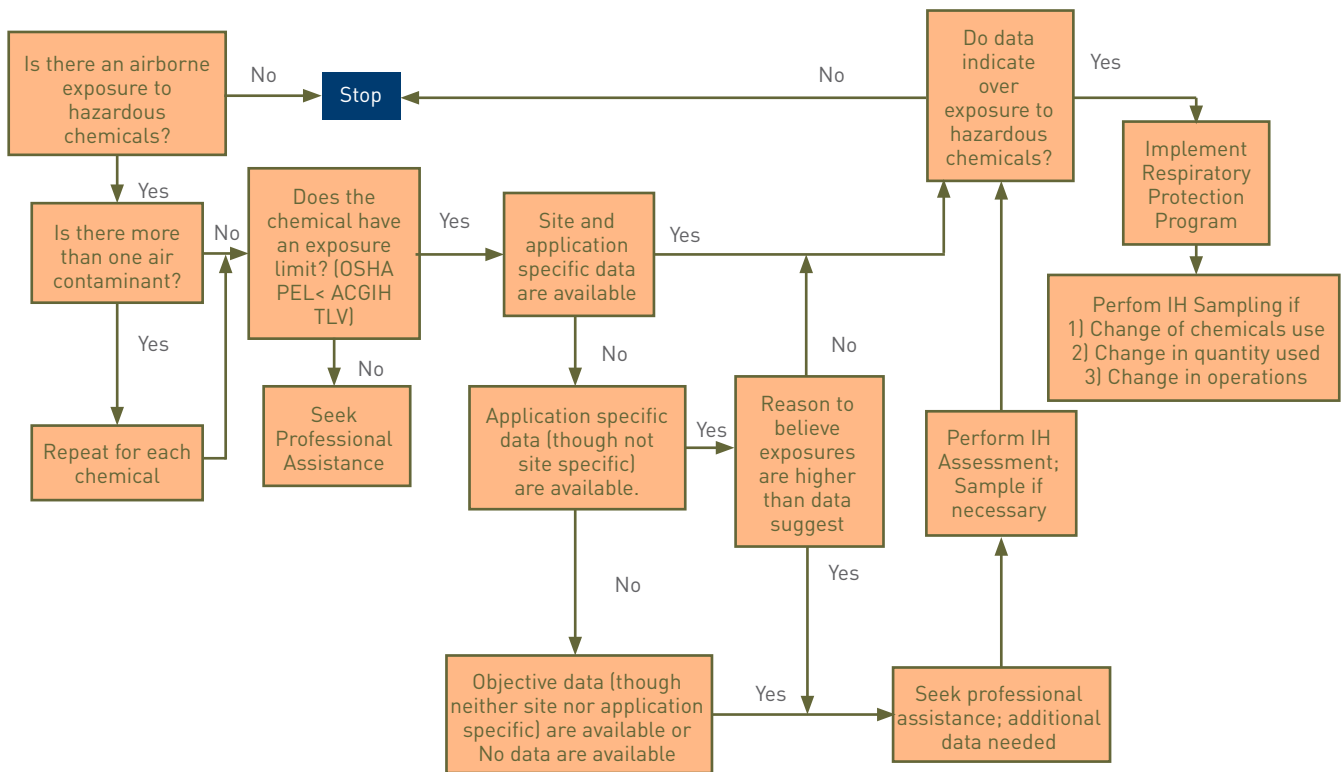 Is there an airborne
exposure to
hazardous
chemicals?
No
Stop
No
Do data
indicate
over
exposure to
hazardous
chemicals?
Yes
Implement
Respiratory
Protection
Program
Yes
Is there more
than one air
contaminant?
No
Does the
chemical have
an exposure
limit? (OSHA
PEL< ACGIH
TLV)
Yes
Site and
application
specific data
are available
Yes
Perfom IH Sampling if
1) Change of chemicals use
2) Change in quantity used
3) Change in operations
Yes
No
No
No
Repeat for each
chemical
Seek
Professional
Assistance
Application specific
data (though not
site specific)
are available.
Yes
Reason to
believe
exposures
are higher
than data
suggest
Perform IH
Assessment;
Sample if
necessary
No
Yes
Objective data (though
neither site nor application
specific) are available or
No data are available
Yes
Seek professional
assistance; additional
data needed